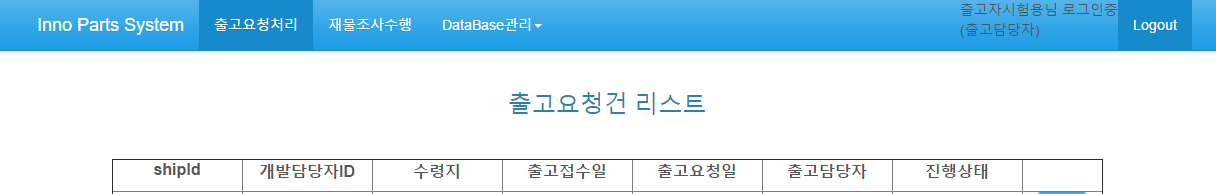 Inno Parts System 출고요청처리 재물조사수행 DataBase관리 출고자시험용님 로그인중
(출고담당자) Logout
출고요청건 리스트
shipId 개발담당자ID 수령지 출고접수일 출고요청일 출고담당자 진행상태